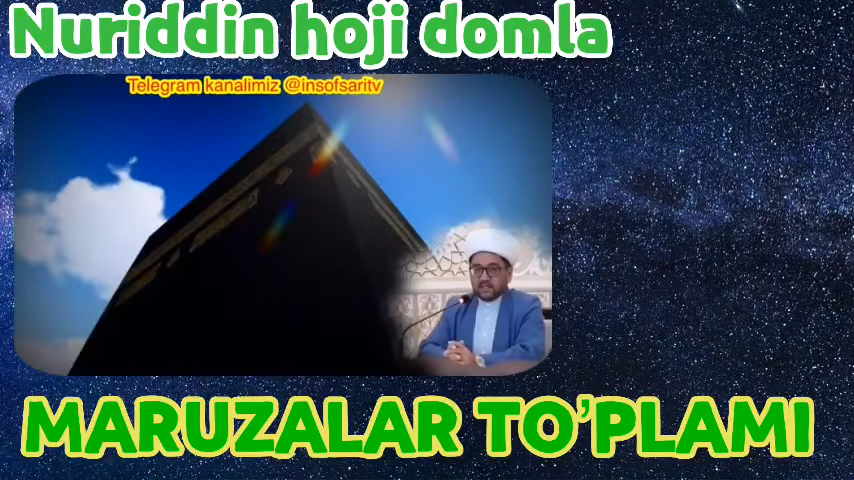 Nuriddin hoji domla
Telegram kanalimiz @insofsaritv
MARUZALAR TO’PLAMI